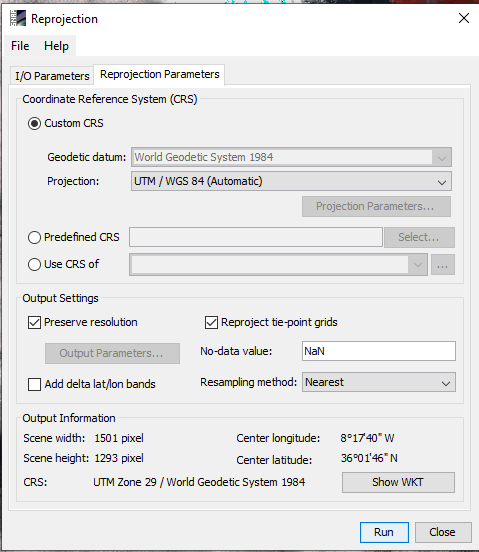 Reprojection
File Help
I/O Parameters Reprojection Parameters
Coordinate Reference System (CRS)
Custom CRS
Geodetic datum: World Geodetic System 1984
Projection: UTM / WGS 84 (Automatic)
Projection Parameters...
Predefined CRS Select...
Use CRS of ...
Output Settings
Preserve resolution Reproject tie-point grids
Output Parameters... No-data value: NaN
Add delta lat/lon bands Resampling method: Nearest
Output Information
Scene width: 1501 pixel Center longitude: 8°17'40" W
Scene height: 1293 pixel Center latitude: 36°01'46" N
CRS: UTM Zone 29 / World Geodetic System 1984 Show WKT
Run Close